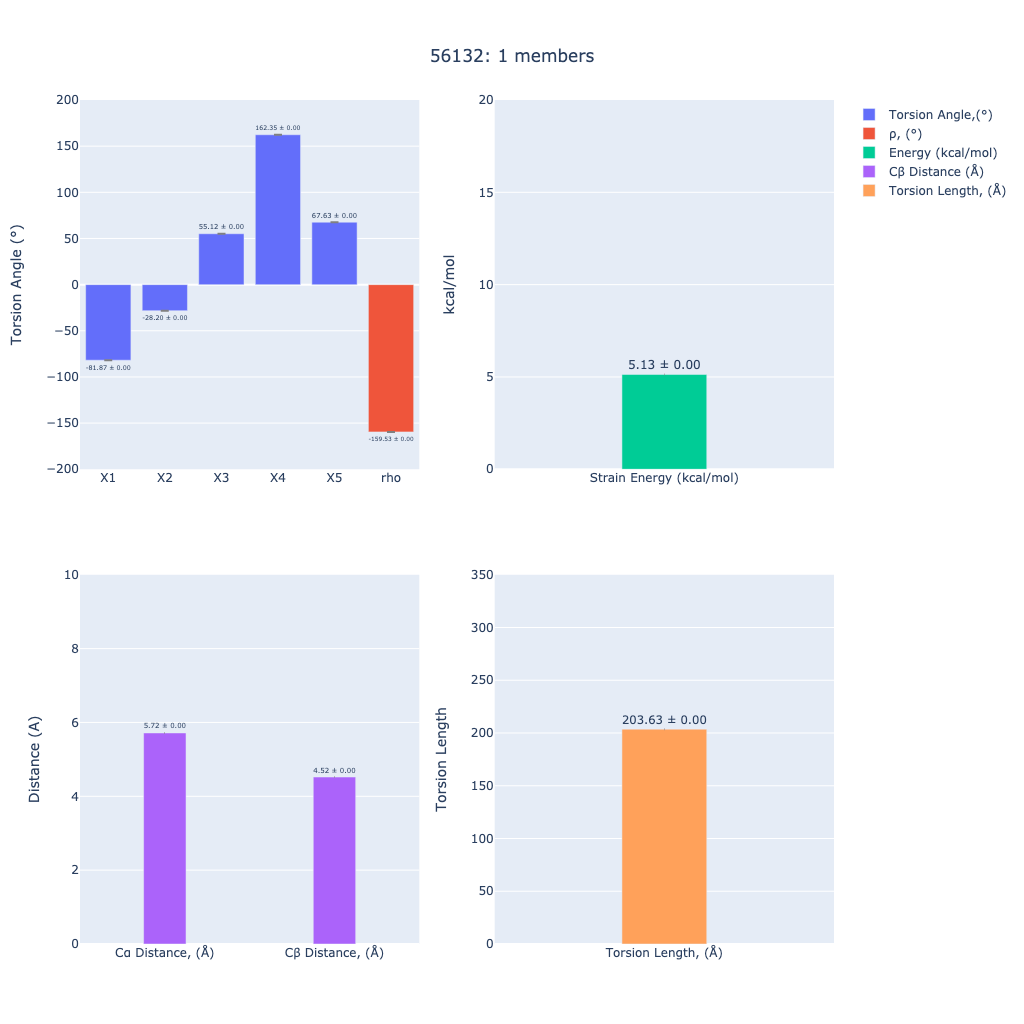 56132: 1 members
Torsion Angle (°)
200
150
100
50
0
−50
−100
−150
−200
-81.87 ± 0.00
-28.20 ± 0.00
55.12 ± 0.00
162.35 ± 0.00
67.63 ± 0.00
-159.53 ± 0.00
X1 X2 X3 X4 X5 rho
kcal/mol
20
15
10
5
0
5.13 ± 0.00
Strain Energy (kcal/mol)
Torsion Angle,(°)
ρ, (°)
Energy (kcal/mol)
Cβ Distance (Å)
Torsion Length, (Å)
Distance (A)
10
8
6
4
2
0
5.72 ± 0.00
4.52 ± 0.00
Cα Distance, (Å) Cβ Distance, (Å)
Torsion Length
350
300
250
200
150
100
50
0
203.63 ± 0.00
Torsion Length, (Å)